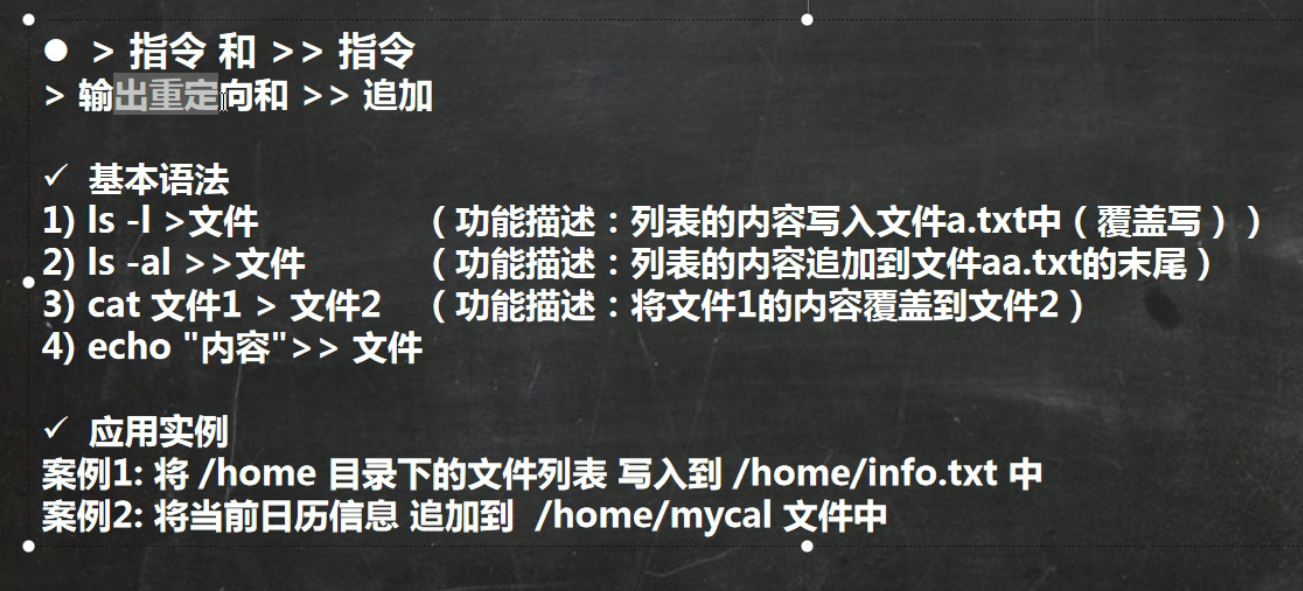 ● > 指令 和 >> 指令
> 输出重定向和 >> 追加
✓ 基本语法
1) ls -l >文件 （功能描述：列表的内容写入文件a.txt中（覆盖写））
2) ls -al >>文件 （功能描述：列表的内容追加到文件aa.txt的末尾）
3) cat 文件1 > 文件2 （功能描述：将文件1的内容覆盖到文件2）
4) echo "内容">> 文件
✓ 应用实例
案例1: 将 /home 目录下的文件列表 写入到 /home/info.txt 中
案例2: 将当前日历信息 追加到 /home/mycal 文件中